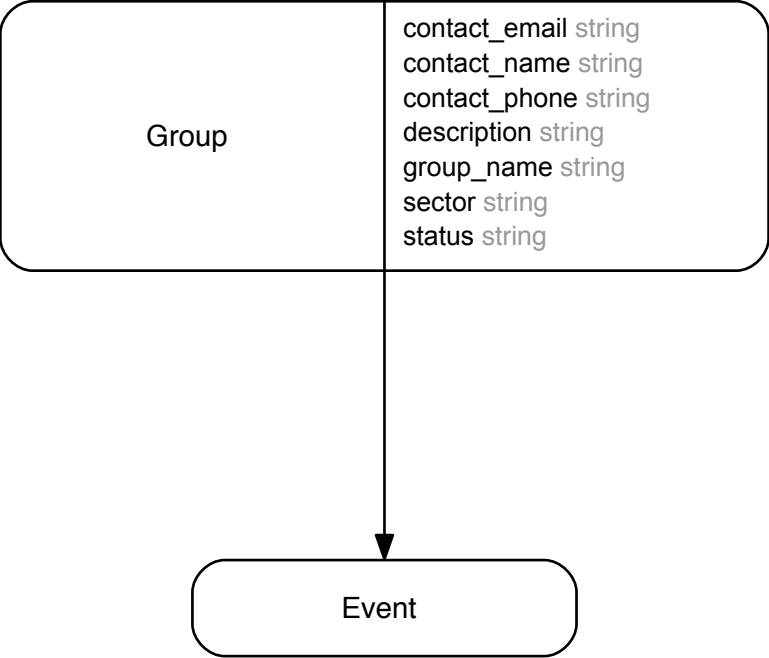 Group
contact_email string
contact_name string
contact_phone string
description string
group_name string
sector string
status string
Event